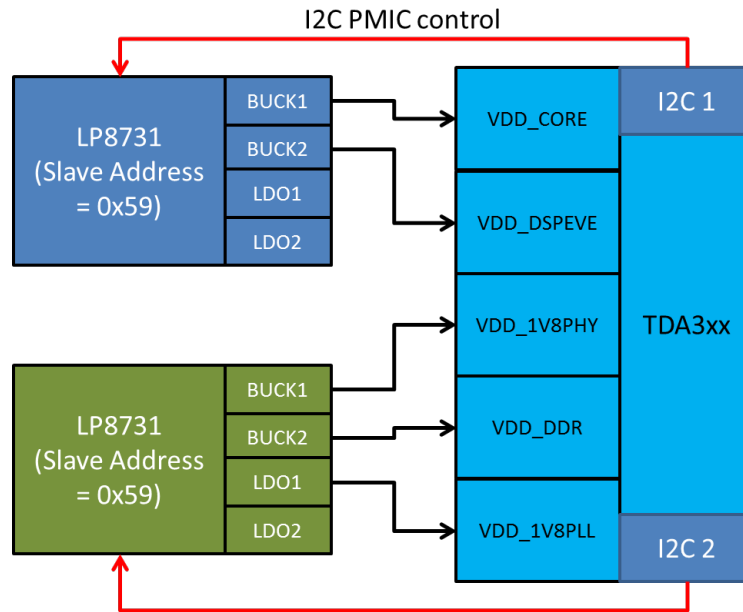 I2C PMIC control
LP8731
(Slave Address
= 0x59)
BUCK1
BUCK2
LDO1
LDO2
VDD_CORE
VDD_DSPEVE
VDD_1V8PHY
VDD_DDR
VDD_1V8PLL
I2C 1
TDA3xx
I2C 2
LP8731
(Slave Address
= 0x59)
BUCK1
BUCK2
LDO1
LDO2